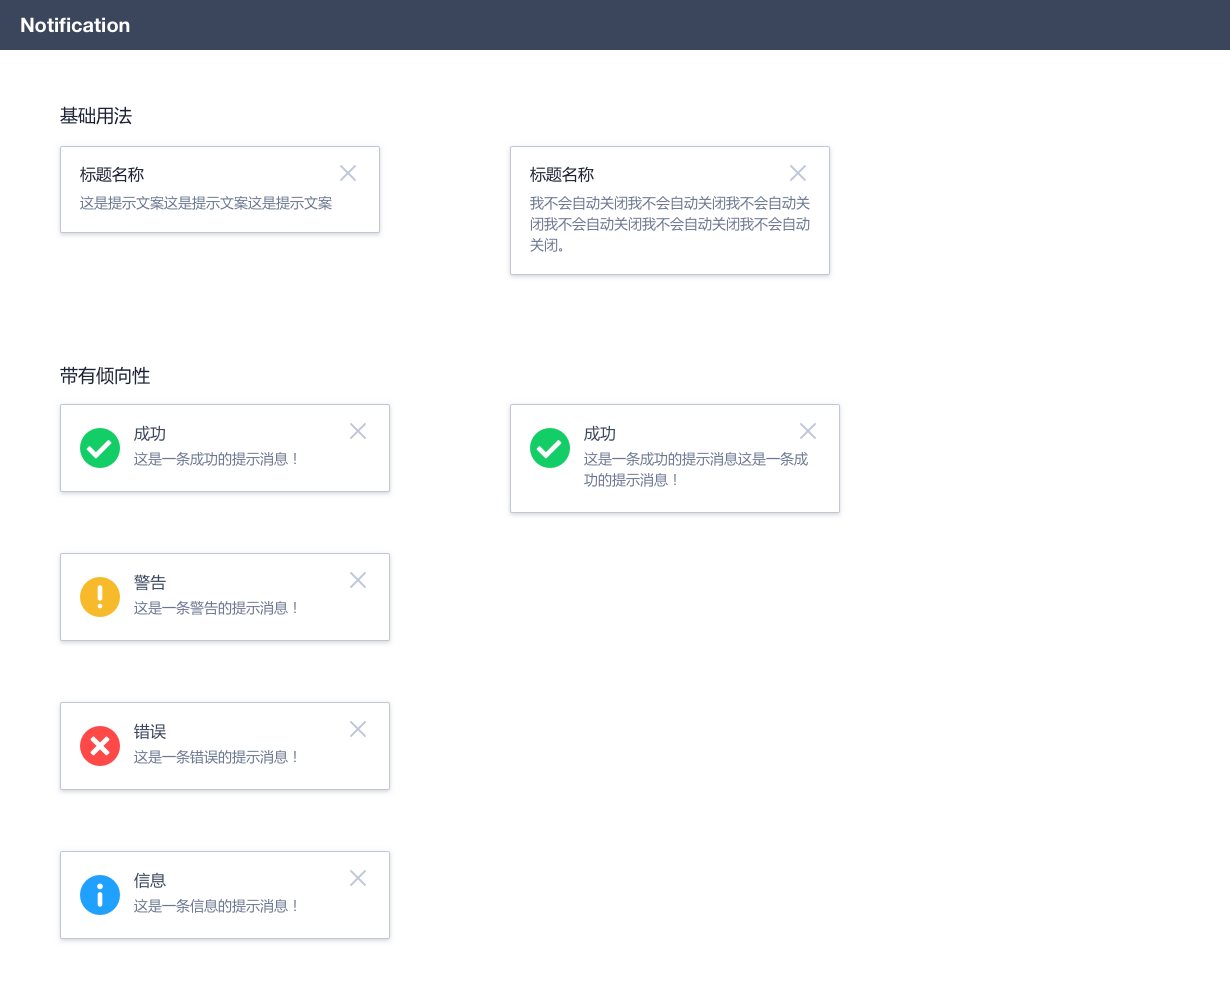 Notification
基础用法
标题名称
这是提示文案这是提示文案这是提示文案
标题名称
我不会自动关闭我不会自动关闭我不会自动关
闭我不会自动关闭我不会自动关闭我不会自动
关闭。
带有倾向性
成功
这是一条成功的提示消息！
成功
这是一条成功的提示消息这是一条成
功的提示消息！
警告
这是一条警告的提示消息！
错误
这是一条错误的提示消息！
信息
这是一条信息的提示消息！